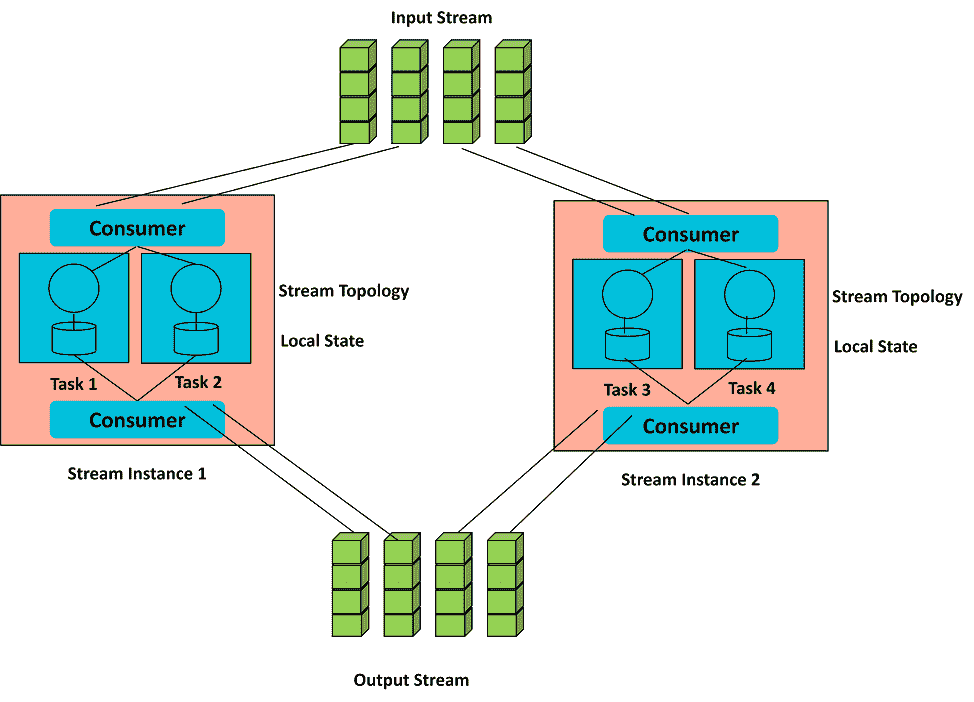 Input Stream
Consumer
Stream Topology
Local State
Task 1
Task 2
Consumer
Stream Instance 1
Consumer
Stream Topology
Local State
Task 3
Task 4
Consumer
Stream Instance 2
Output Stream